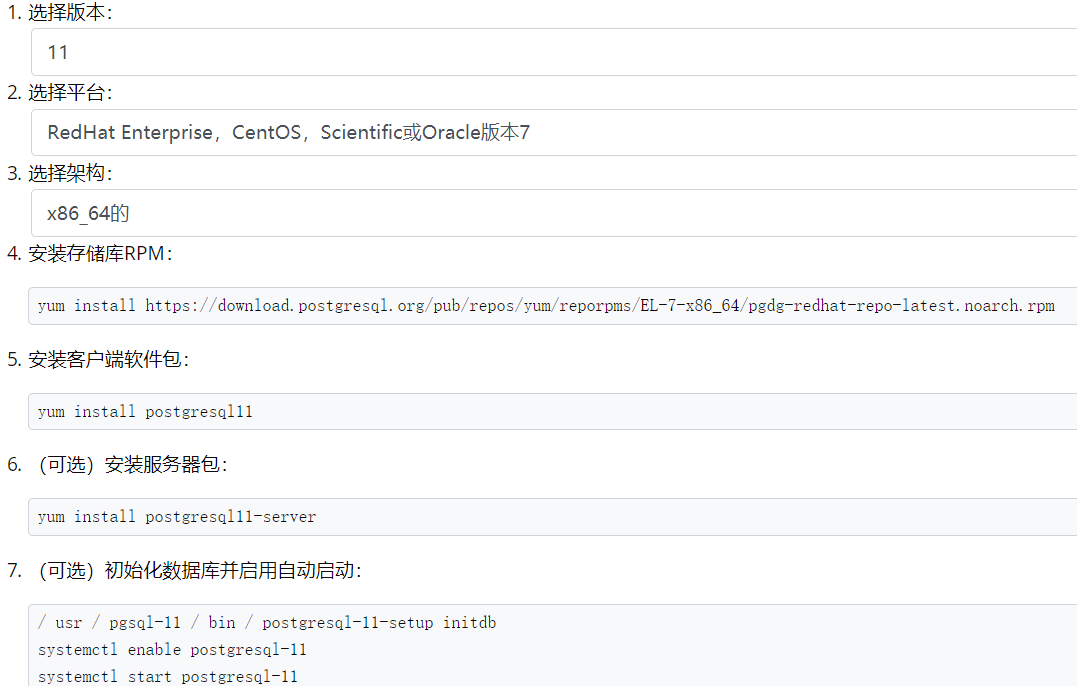 1. 选择版本：
11
2. 选择平台：
RedHat Enterprise，CentOS，Scientific或Oracle版本7
3. 选择架构：
x86_64的
4. 安装存储库RPM：
yum install https://download.postgresql.org/pub/repos/yum/reporpms/EL-7-x86_64/pgdg-redhat-repo-latest.noarch.rpm
5. 安装客户端软件包：
yum install postgresql11
6. （可选）安装服务器包：
yum install postgresql11-server
7. （可选）初始化数据库并启用自动启动：
/ usr / pgsql-11 / bin / postgresql-11-setup initdb
systemctl enable postgresql-11
systemctl start postgresql-11